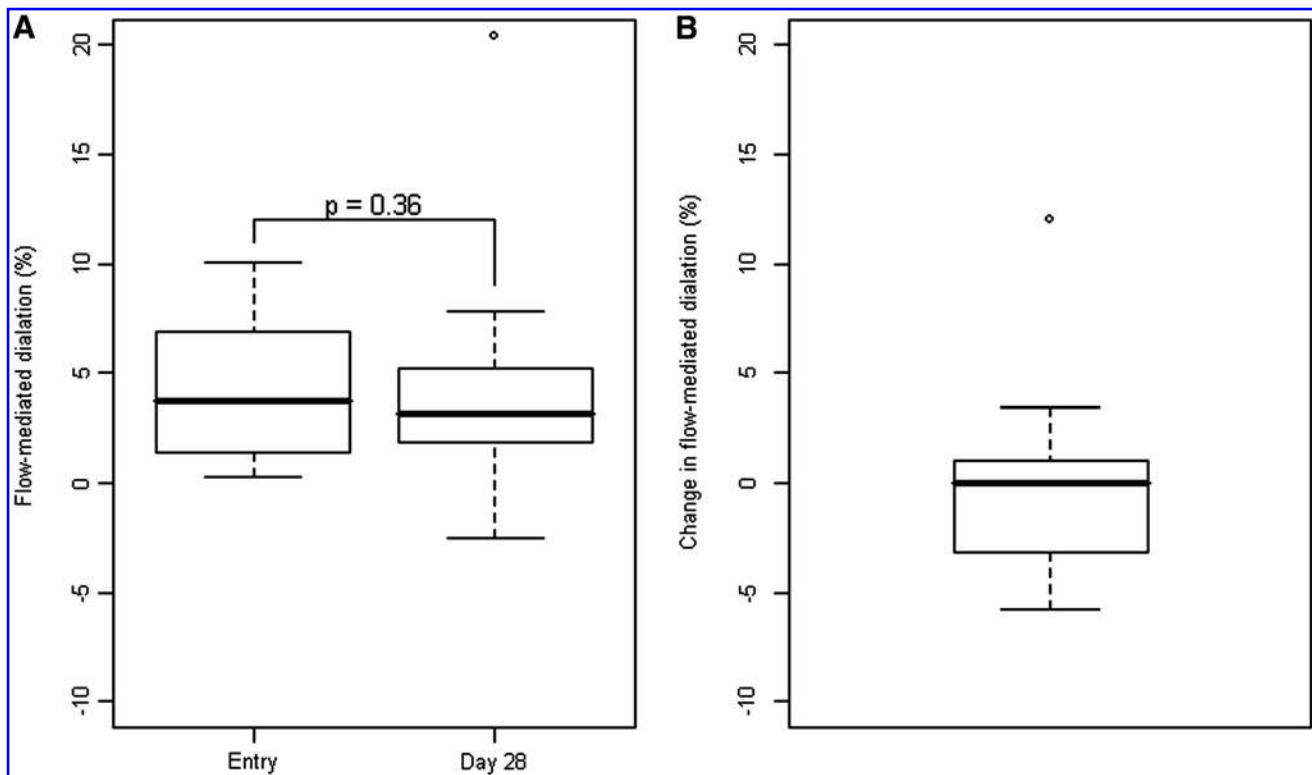 A
Flow-mediated dialation (%)
20
15
10
5
0
-5
-10
p = 0.36
Entry
Day 28
B
Change in flow-mediated dialation (%)
20
15
10
5
0
-5
-10